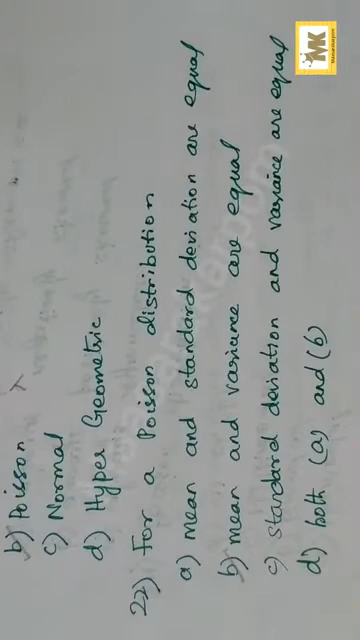 b) Poisson
c) Normal
d) Hyper Geometric
22) For a Poisson distribution
a) mean and standard deviation are equal
b) mean and variance are equal
c) standard deviation and variance are equal
d) both (a) and (b)
MK